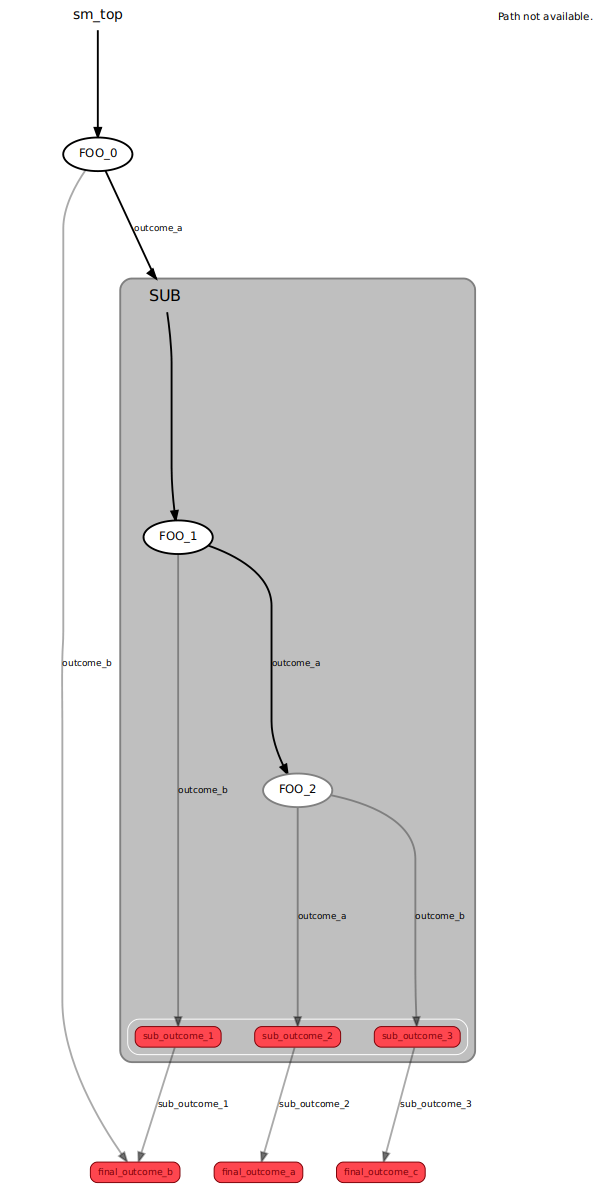 sm_top
Path not available.
FOO_0
outcome_a
SUB
FOO_1
outcome_b
outcome_a
FOO_2
outcome_b
outcome_a
outcome_b
sub_outcome_1
sub_outcome_2
sub_outcome_3
sub_outcome_1
sub_outcome_2
sub_outcome_3
final_outcome_b
final_outcome_a
final_outcome_c